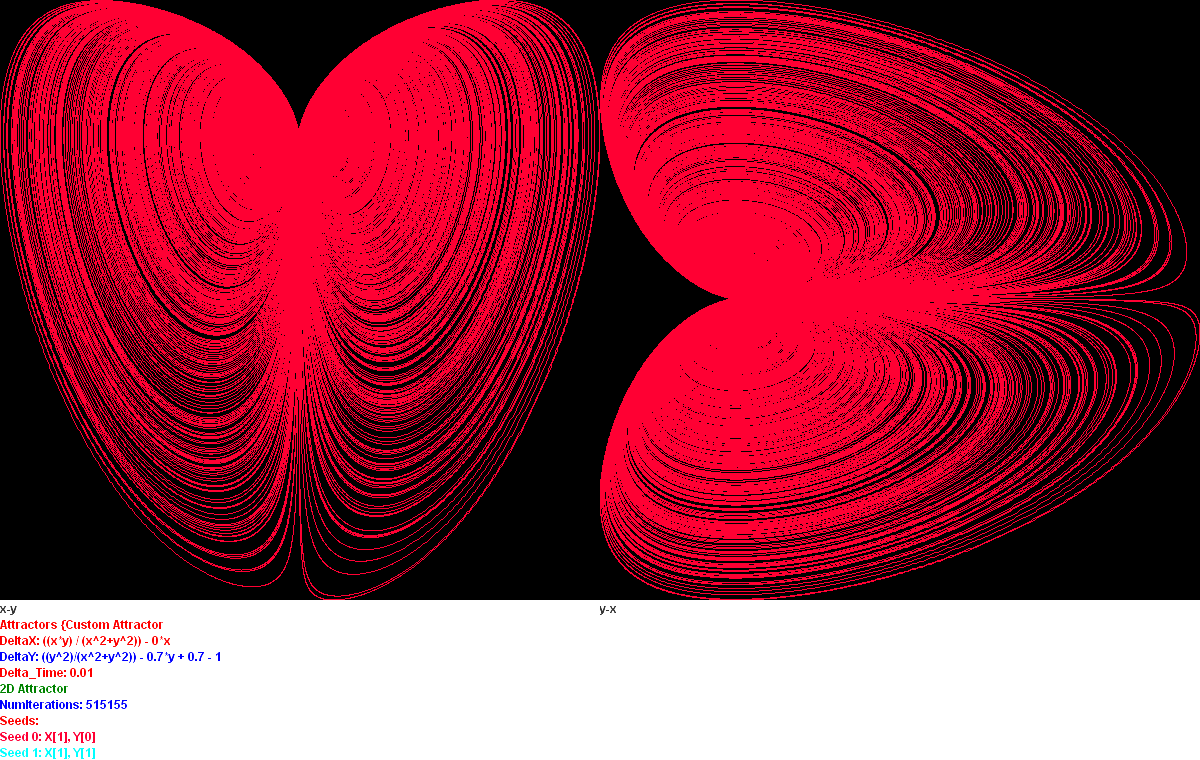 x-y
y-x
Attractors {Custom Attractor
DeltaX: ((x*y) / (x^2+y^2)) - 0*x
DeltaY: ((y^2)/(x^2+y^2)) - 0.7*y + 0.7 - 1
Delta_Time: 0.01
2D Attractor
NumIterations: 515155
Seeds:
Seed 0: X[1], Y[0]
Seed 1: X[1], Y[1]